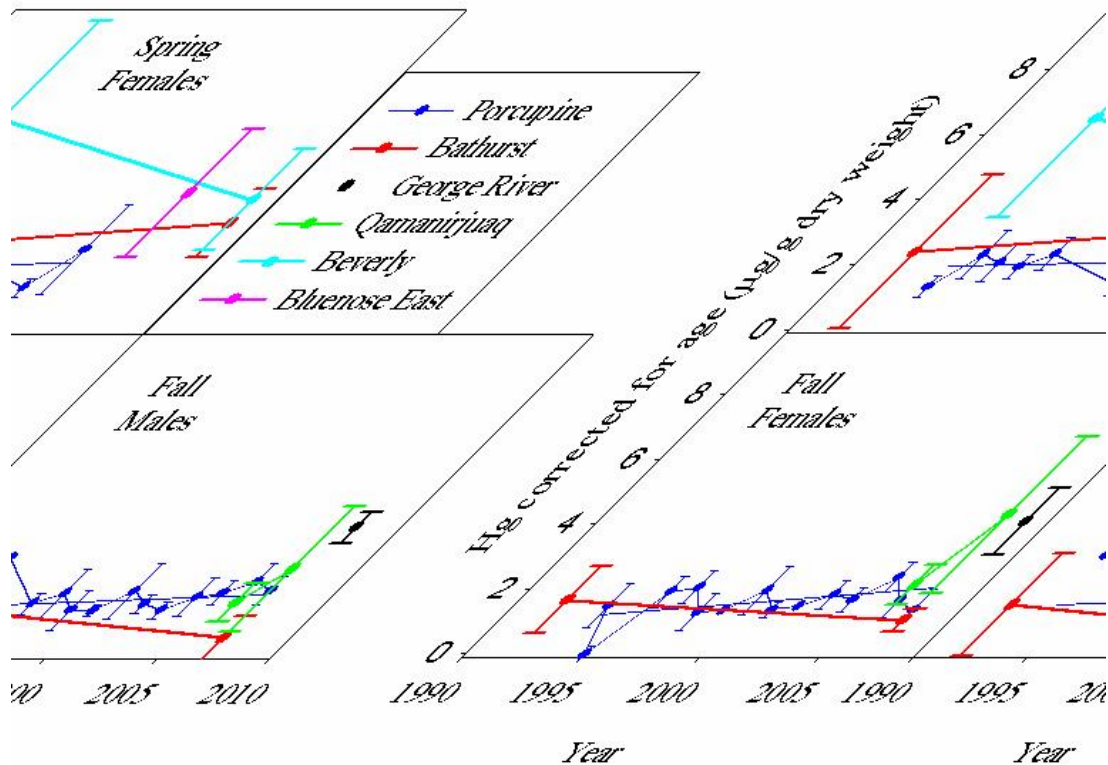 Spring
Females
Porcupine
Bathurst
George River
Qamanirjuaq
Beverly
Bluenose East
Hg corrected for age (µg/g dry weight)
8
6
4
2
0
8
6
4
2
0
Fall
Males
Fall
Females
2005
2010
1990
1995
2000
2005
1990
1995
Year
Year